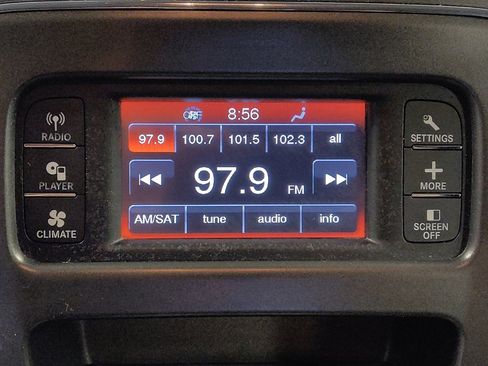 8:56
RADIO
97.9 100.7 101.5 102.3 all
SETTINGS
PLAYER
97.9 FM
MORE
CLIMATE
AM/SAT tune audio info
SCREEN
OFF